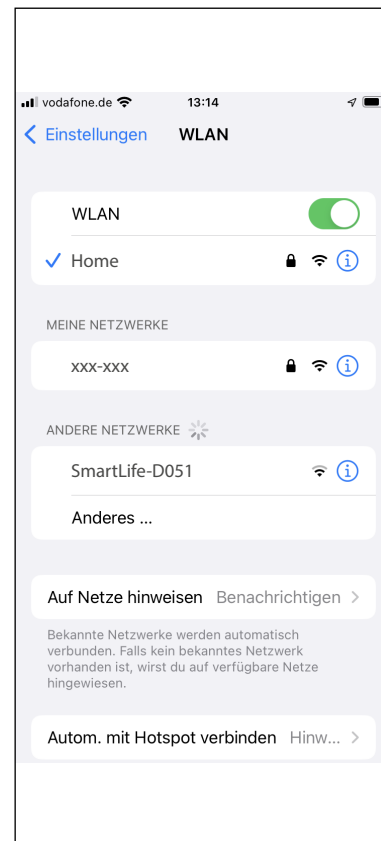 vodafone.de 13:14
Einstellungen WLAN
WLAN
Home
MEINE NETZWERKE
xxx-xxx
ANDERE NETZWERKE
SmartLife-D051
Anderes ...
Auf Netze hinweisen Benachrichtigen
Bekannte Netzwerke werden automatisch
verbunden. Falls kein bekanntes Netzwerk
vorhanden ist, wirst du auf verfügbare Netze
hingewiesen.
Autom. mit Hotspot verbinden Hinw...